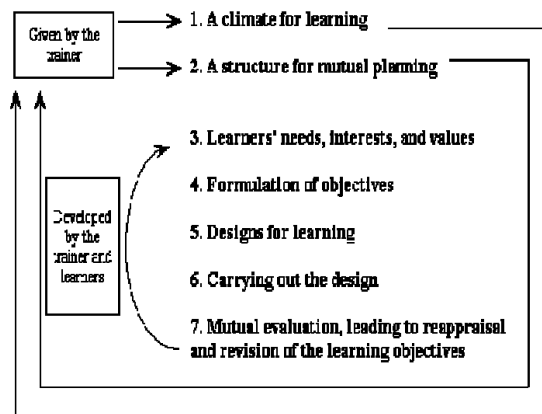 Given by the
trainer
1. A climate for learning
2. A structure for mutual planning
3. Learners' needs, interests, and values
4. Formulation of objectives
5. Designs for learning
6. Carrying out the design
7. Mutual evaluation, leading to reappraisal
and revision of the learning objectives
Developed
by the
trainer and
learners